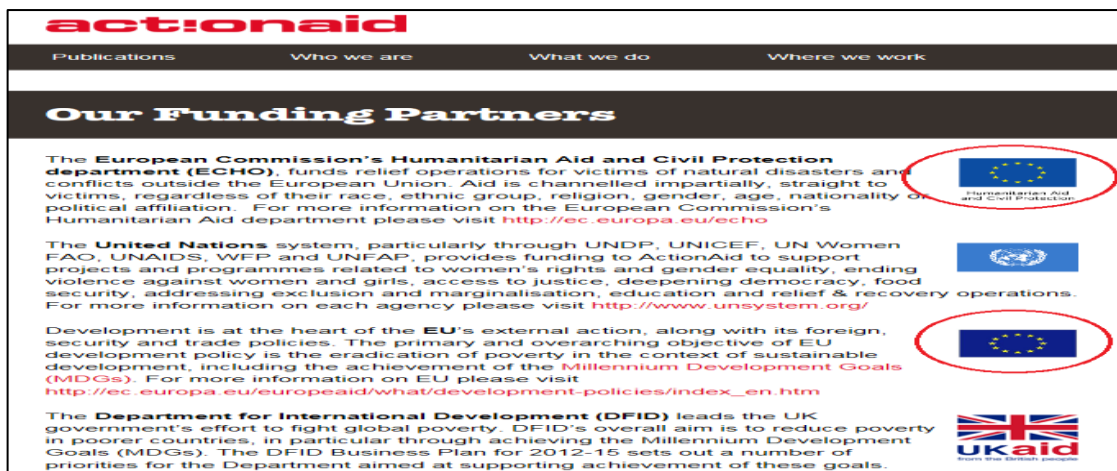 act:onaid
Publications Who we are What we do Where we work
Our Funding Partners
The European Commission's Humanitarian Aid and Civil Protection
department (ECHO), funds relief operations for victims of natural disasters and
conflicts outside the European Union. Aid is channelled impartially, straight to
victims, regardless of their race, ethnic group, religion, gender, age, nationality or
political affiliation. For more information on the European Commission's
Humanitarian Aid department please visit http://ec.europa.eu/echo
Humanitarian Aid
and Civil Protection
The United Nations system, particularly through UNDP, UNICEF, UN Women
FAO, UNAIDS, WFP and UNFAP, provides funding to ActionAid to support
projects and programmes related to women's rights and gender equality, ending
violence against women and girls, access to justice, deepening democracy, food
security, addressing exclusion and marginalisation, education and relief & recovery operations.
For more information on each agency please visit http://www.unsystem.org/
Development is at the heart of the EU's external action, along with its foreign,
security and trade policies. The primary and overarching objective of EU
development policy is the eradication of poverty in the context of sustainable
development, including the achievement of the Millennium Development Goals
(MDGs). For more information on EU please visit
http://ec.europa.eu/europeaid/what/development-policies/index_en.htm
The Department for International Development (DFID) leads the UK
government's effort to fight global poverty. DFID's overall aim is to reduce poverty
in poorer countries, in particular through achieving the Millennium Development
Goals (MDGs). The DFID Business Plan for 2012-15 sets out a number of
priorities for the Department aimed at supporting achievement of these goals.
UKaid
from the British people